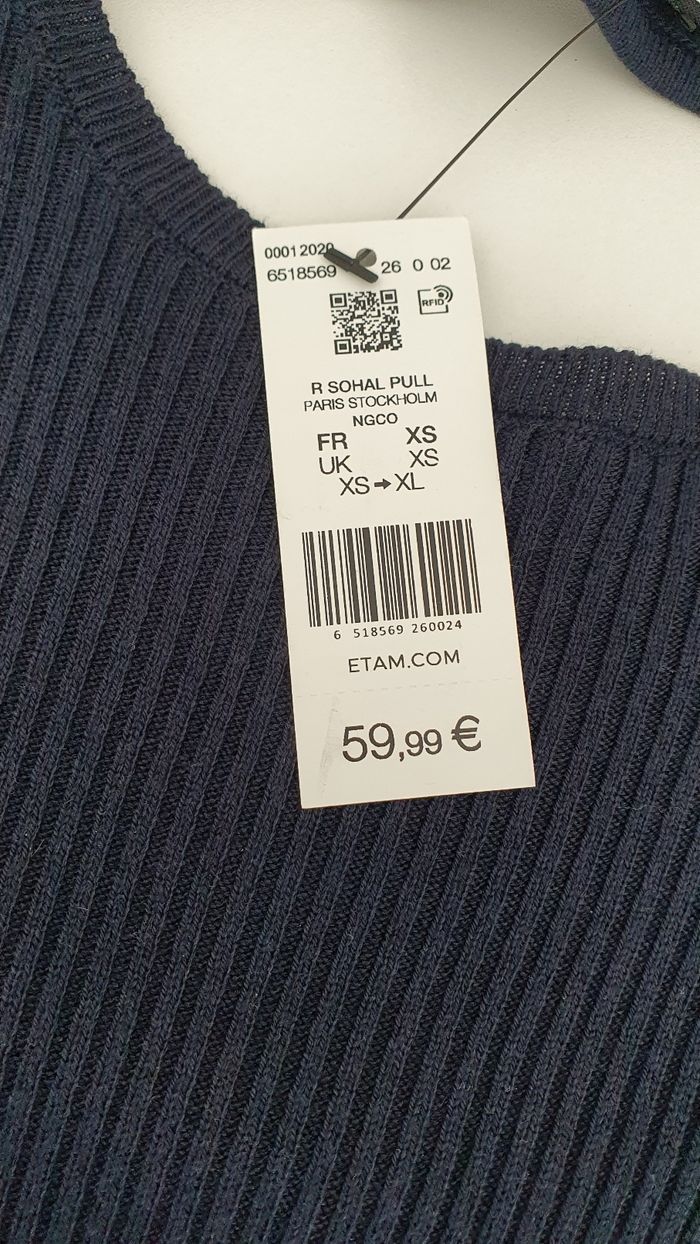 00012020
6518569 26 0 02
RFID
R SOHAL PULL
PARIS STOCKHOLM
NGCO
FR XS
UK XS
XS→XL
6 518569 260024
ETAM.COM
59,99 €